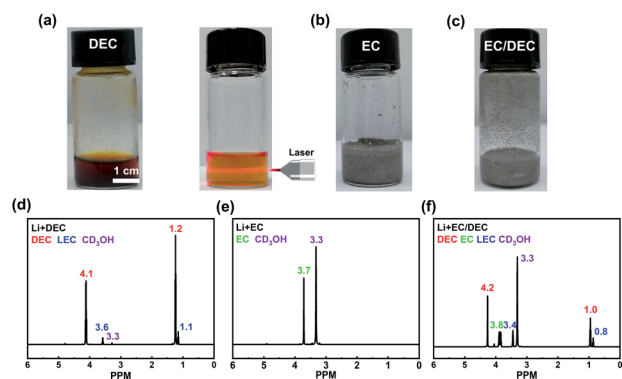 (a)
DEC
1 cm
Laser
(b)
EC
(c)
EC/DEC
(d)
Li+DEC
DEC LEC CD₃OH
4.1
3.6
3.3
1.2
1.1
6 5 4 3 2 1 0
PPM
(e)
Li+EC
EC CD₃OH
3.7
3.3
6 5 4 3 2 1 0
PPM
(f)
Li+EC/DEC
DEC EC LEC CD₃OH
4.2
3.8
3.4
3.3
1.0
0.8
6 5 4 3 2 1 0
PPM